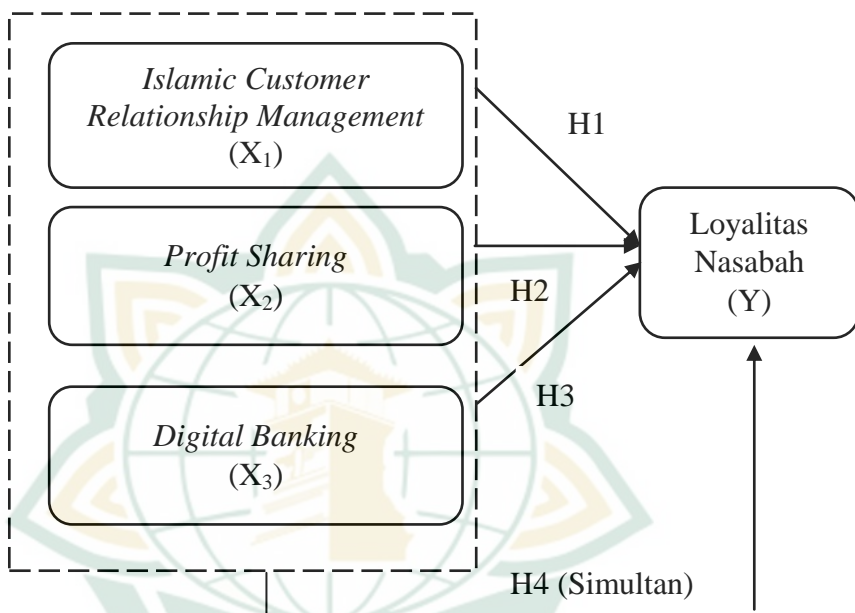 Islamic Customer
Relationship Management
(X₁)
H1
Profit Sharing
(X₂)
H2
Loyalitas
Nasabah
(Y)
Digital Banking
(X₃)
H3
H4 (Simultan)